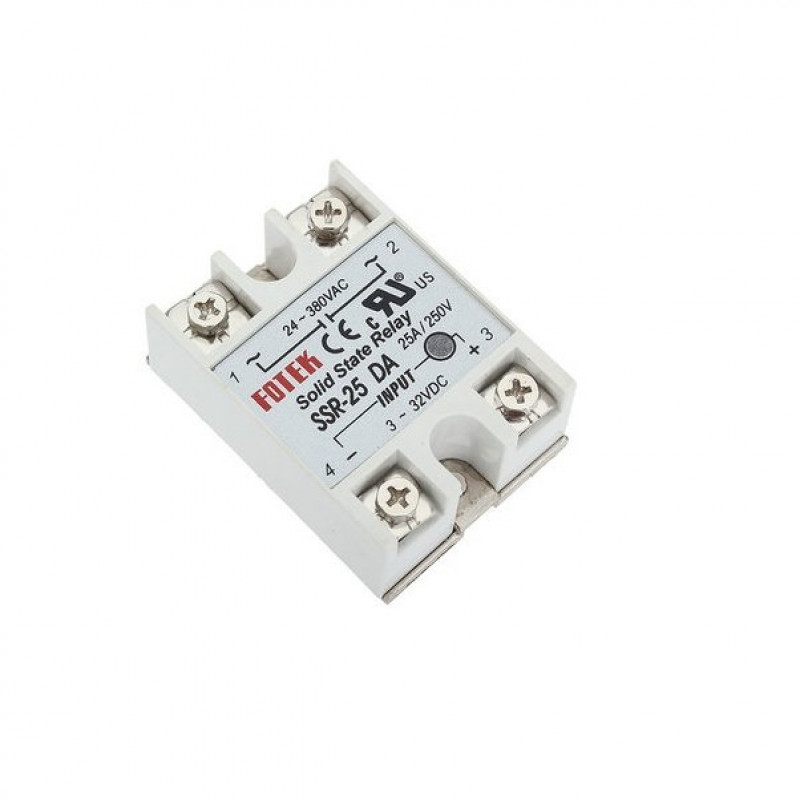 1 ~ 24~380VAC ~ 2
FOTEK CE c RU ® US
Solid State Relay
SSR-25 DA 25A/250V
4 - INPUT + 3
3 ~ 32VDC